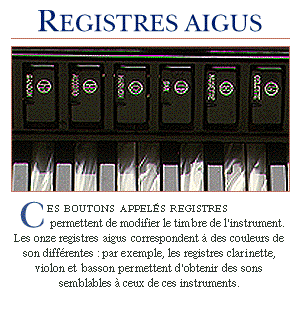 REGISTRES AIGUS
CES BOUTONS APPELÉS REGISTRES
permettent de modifier le timbre de l'instrument.
Les onze registres aigus correspondent à des couleurs de
son différentes : par exemple, les registres clarinette,
violon et basson permettent d'obtenir des sons
semblables à ceux de ces instruments.